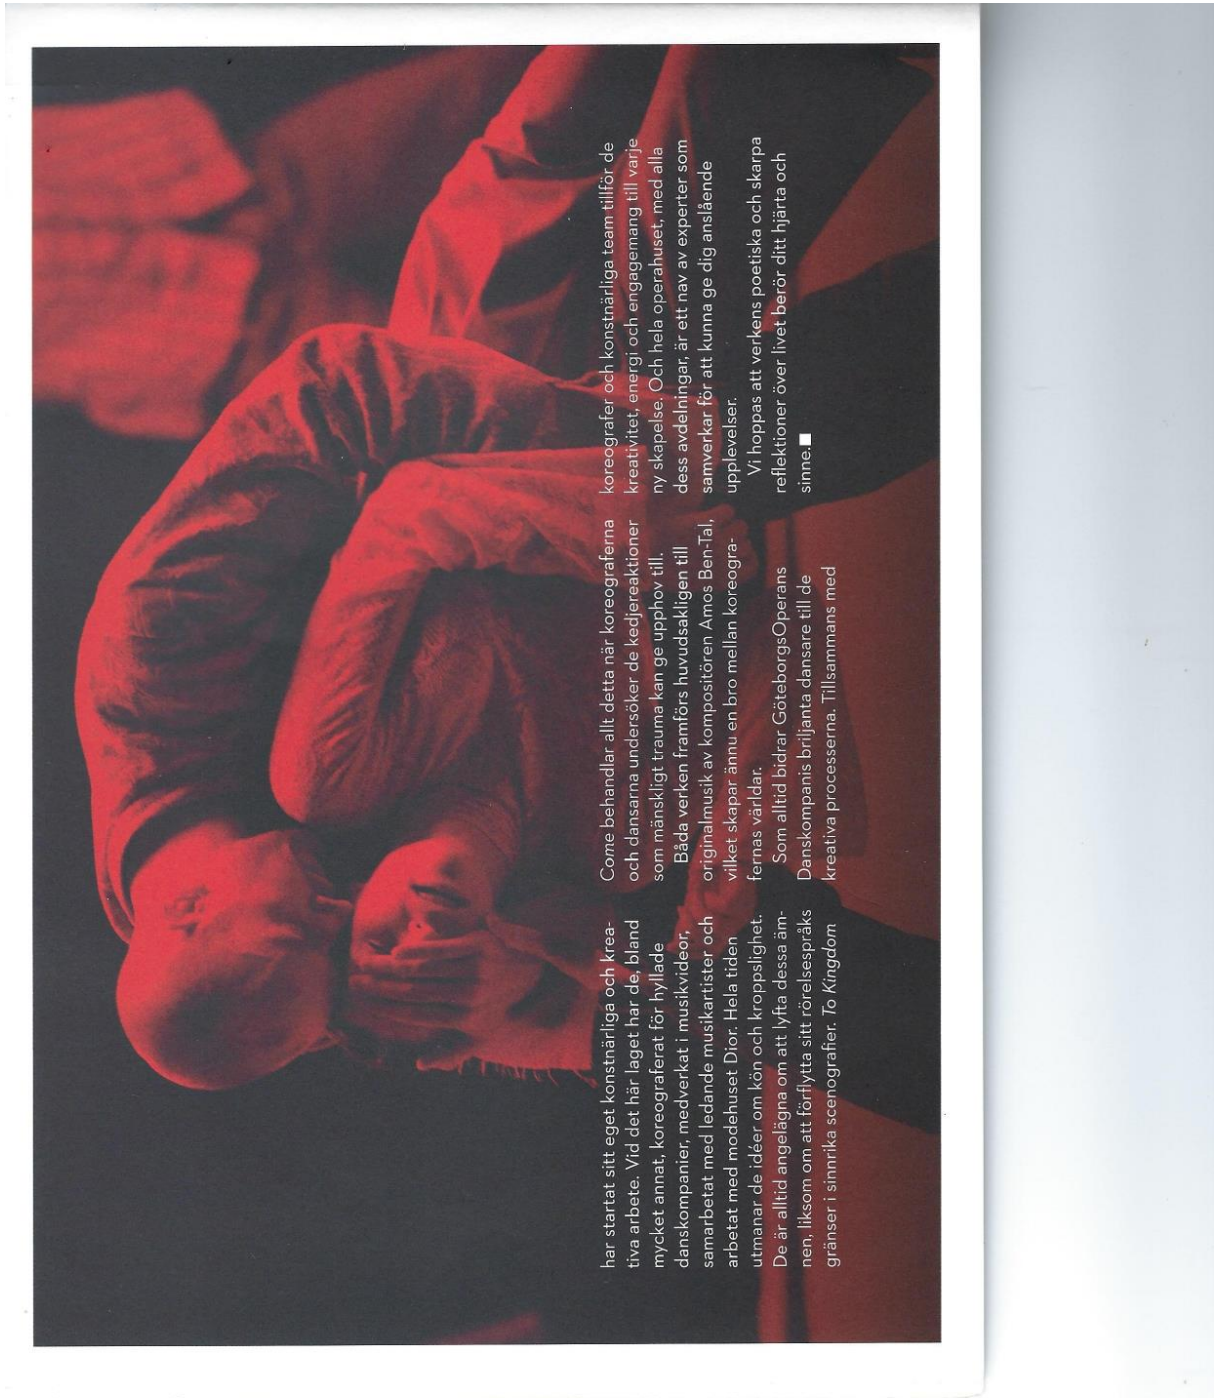 har startat sitt eget konstnärliga och krea-
tiva arbete. Vid det här laget har de, bland
mycket annat, koreograferat för hyllade
danskompanier, medverkat i musikvideor,
samarbetat med ledande musikartister och
arbetat med modehuset Dior. Hela tiden
utmanar de idéer om kön och kroppslighet.
De är alltid angelägna om att lyfta dessa äm-
nen, liksom om att förflytta sitt rörelsespråks
gränser i sinnrika scenografier. To Kingdom
Come behandlar allt detta när koreograferna
och dansarna undersöker de kedjereaktioner
som mänskligt trauma kan ge upphov till.
Båda verken framförs huvudsakligen till
originalmusik av kompositören Amos Ben-Tal,
vilket skapar ännu en bro mellan koreogra-
fernas världar.
Som alltid bidrar GöteborgsOperans
Danskompanis briljanta dansare till de
kreativa processerna. Tillsammans med
koreografer och konstnärliga team tillför de
kreativitet, energi och engagemang till varje
ny skapelse. Och hela operahuset, med alla
dess avdelningar, är ett nav av experter som
samverkar för att kunna ge dig anslående
upplevelser.
Vi hoppas att verkens poetiska och skarpa
reflektioner över livet berör ditt hjärta och
sinne.■